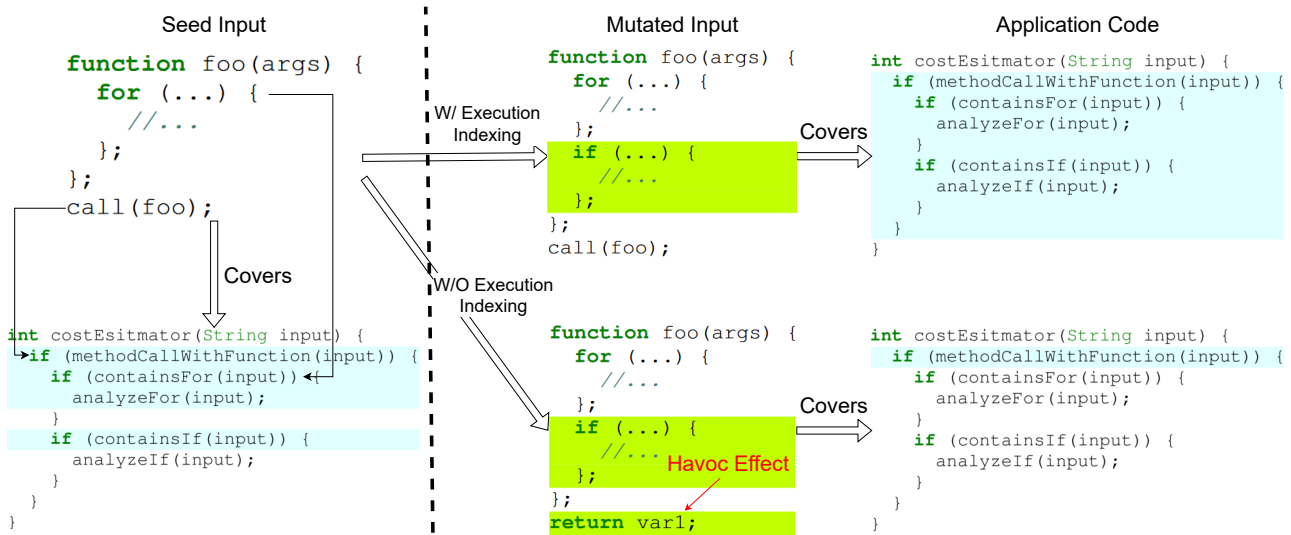 Seed Input
function foo(args) {
for (...) {
//...
};
};
call(foo);
Covers
int costEsitmator(String input) {
if (methodCallWithFunction(input)) {
if (containsFor(input)) {
analyzeFor(input);
}
if (containsIf(input)) {
analyzeIf(input);
}
}
}
W/ Execution
Indexing
W/O Execution
Indexing
Mutated Input
function foo(args) {
for (...) {
//...
};
if (...) {
//...
};
};
call(foo);
Covers
Application Code
int costEsitmator(String input) {
if (methodCallWithFunction(input)) {
if (containsFor(input)) {
analyzeFor(input);
}
if (containsIf(input)) {
analyzeIf(input);
}
}
}
function foo(args) {
for (...) {
//...
};
if (...) {
//...
};
};
return var1;
Havoc Effect
Covers
int costEsitmator(String input) {
if (methodCallWithFunction(input)) {
if (containsFor(input)) {
analyzeFor(input);
}
if (containsIf(input)) {
analyzeIf(input);
}
}
}